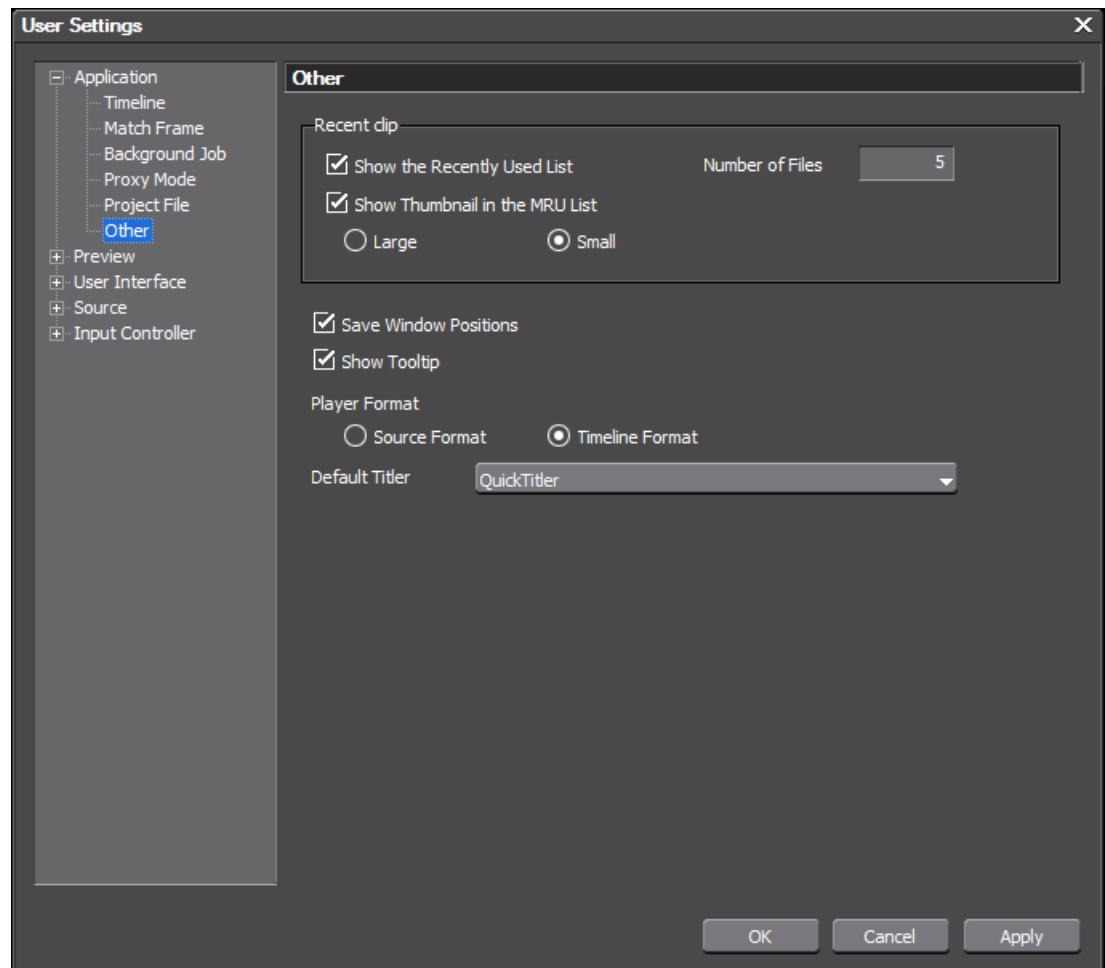 User Settings
Application
Timeline
Match Frame
Background Job
Proxy Mode
Project File
Other
Preview
User Interface
Source
Input Controller
Other
Recent clip
Show the Recently Used List
Number of Files
5
Show Thumbnail in the MRU List
Large
Small
Save Window Positions
Show Tooltip
Player Format
Source Format
Timeline Format
Default Titler
QuickTitler
OK
Cancel
Apply